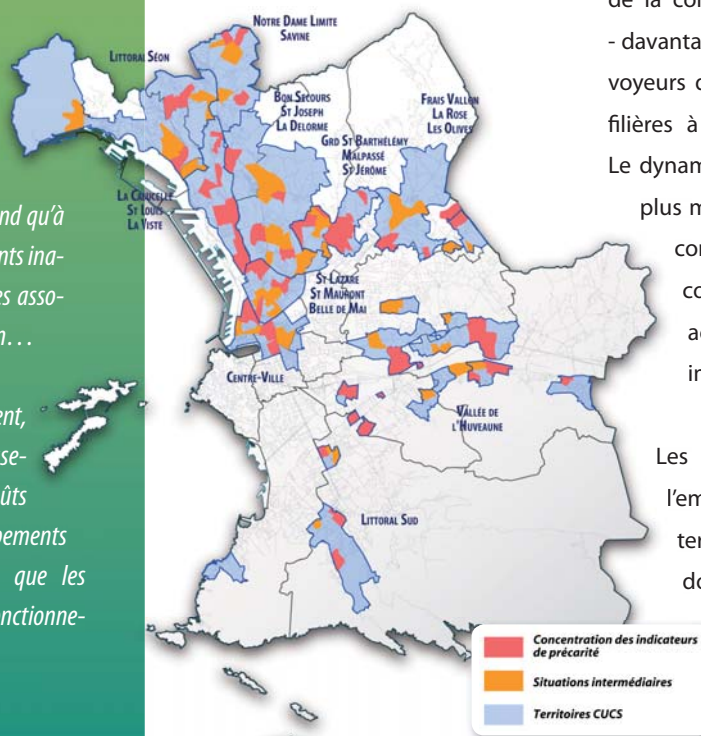 nd qu'à
nts ina-
es asso-
n…
ent,
se-
ûts
pements
que les
onctionne-
NOTRE DAME LIMITE
SAVINE
LITTORAL SÉON
BON SECOURS
ST JOSEPH
LA DELORME
FRAIS VALLON
LA ROSE
LES OLIVES
GRD ST BARTHÉLÉMY
MALPASSÉ
ST JÉRÔME
LA CALUCELLE
ST LOUIS
LA VISTE
ST LAZARE
ST MAURONT
BELLE DE MAI
CENTRE-VILLE
VALLÉE DE
L'HUVEAUNE
LITTORAL SUD
Concentration des indicateurs
de précarité
Situations intermédiaires
Territoires CUCS
de la con
- davanta
voyeurs d
filières à
Le dynam
plus m
con
co
ac
in
Les
l'em
ter
do